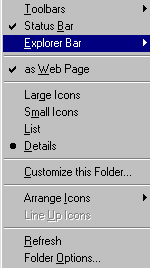 Toolbars
Status Bar
Explorer Bar
as Web Page
Large Icons
Small Icons
List
Details
Customize this Folder...
Arrange Icons
Line Up Icons
Refresh
Folder Options...